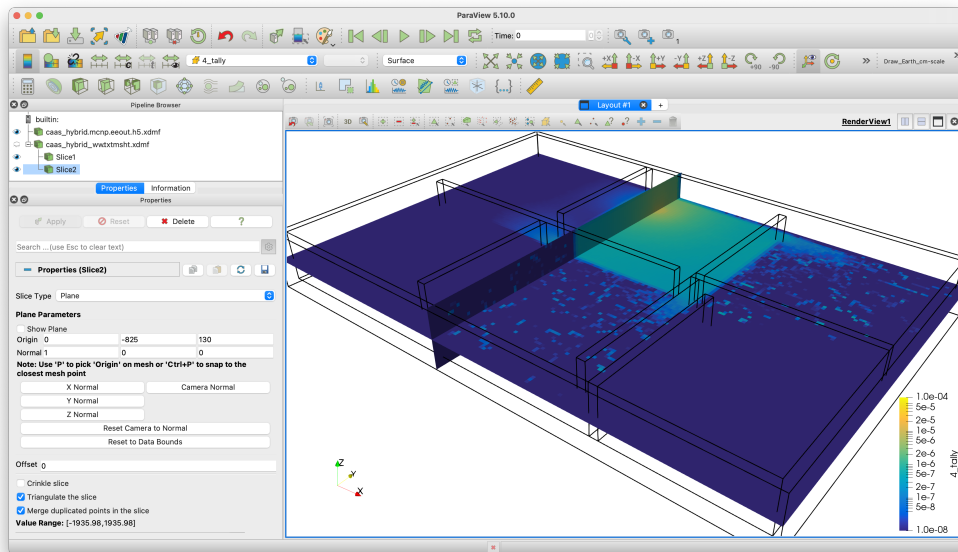 ParaView 5.10.0
Time: 0
4_tally
Surface
+X
-X
+Y
-Y
+Z
-Z
+90
-90
Draw_Earth_cm-scale
Pipeline Browser
builtin:
caas_hybrid.mcnp.eeout.h5.xdmf
caas_hybrid_wwtxtmsht.xdmf
Slice1
Slice2
Properties
Information
Properties
Apply
Reset
Delete
?
Search ... (use Esc to clear text)
Properties (Slice2)
Slice Type
Plane
Plane Parameters
Show Plane
Origin 0 -825 130
Normal 1 0 0
Note: Use 'P' to pick 'Origin' on mesh or 'Ctrl+P' to snap to the
closest mesh point
X Normal
Camera Normal
Y Normal
Z Normal
Reset Camera to Normal
Reset to Data Bounds
Offset 0
Crinkle slice
Triangulate the slice
Merge duplicated points in the slice
Value Range: [-1935.98,1935.98]
Layout #1
+
3D
RenderView1
Z
Y
X
1.0e-04
5e-5
2e-5
1e-5
5e-6
2e-6
1e-6
5e-7
2e-7
1e-7
5e-8
1.0e-08
4_tally